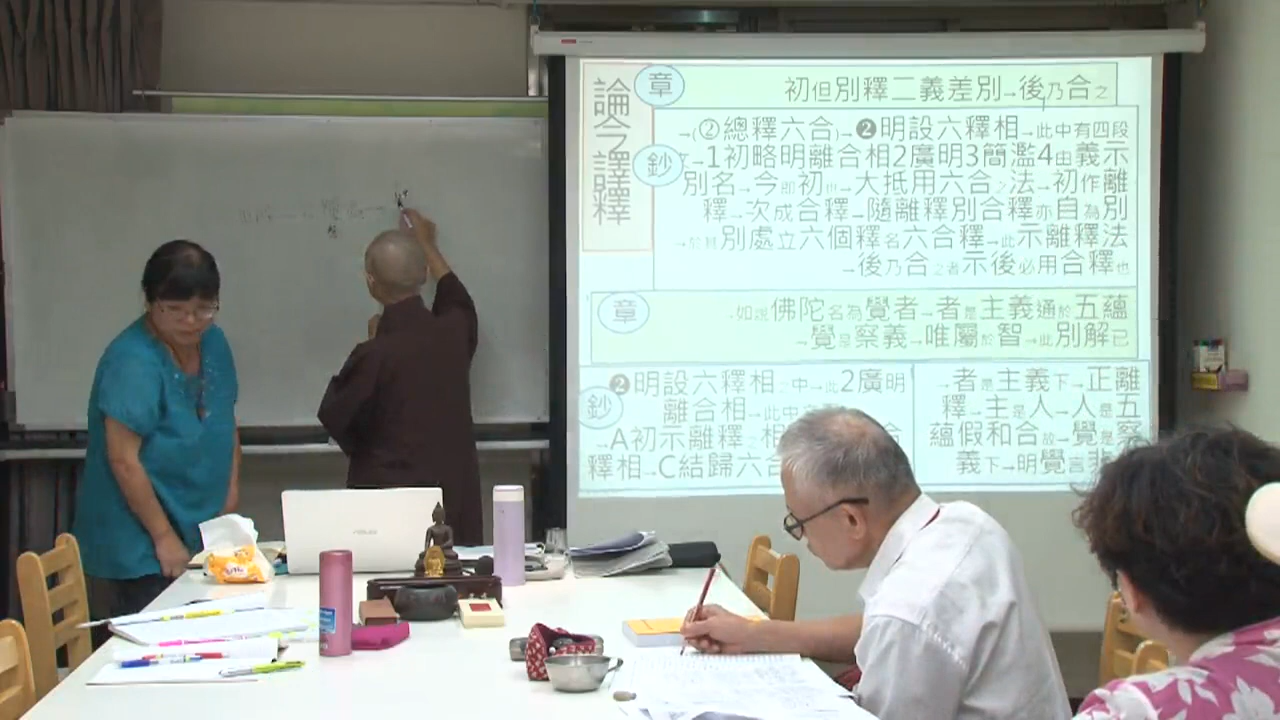 論今譯釋
章
初但別釋二義差別→後乃合之
→(②總釋六合)→❷明設六釋相→此中有四段
鈔
→1初略明離合相2廣明3簡濫4由義示
別名→今即初也→大抵用六合之法→初作離
釋→次成合釋→隨離釋別合釋亦自為別
別處立六個釋名六合釋→此示離釋法
→後乃合之者示後必用合釋也
章
如說佛陀名為覺者→者是主義通於五蘊
→覺是察義→唯屬於智→此別解已
鈔
❷明設六釋相之中→此2廣明
離合相→此中
→A初示離釋之相
釋相→C結歸六合
→者是主義下→正離
釋→主是人→人是五
蘊假和合故→覺是察
義下→明覺言非
ASUS